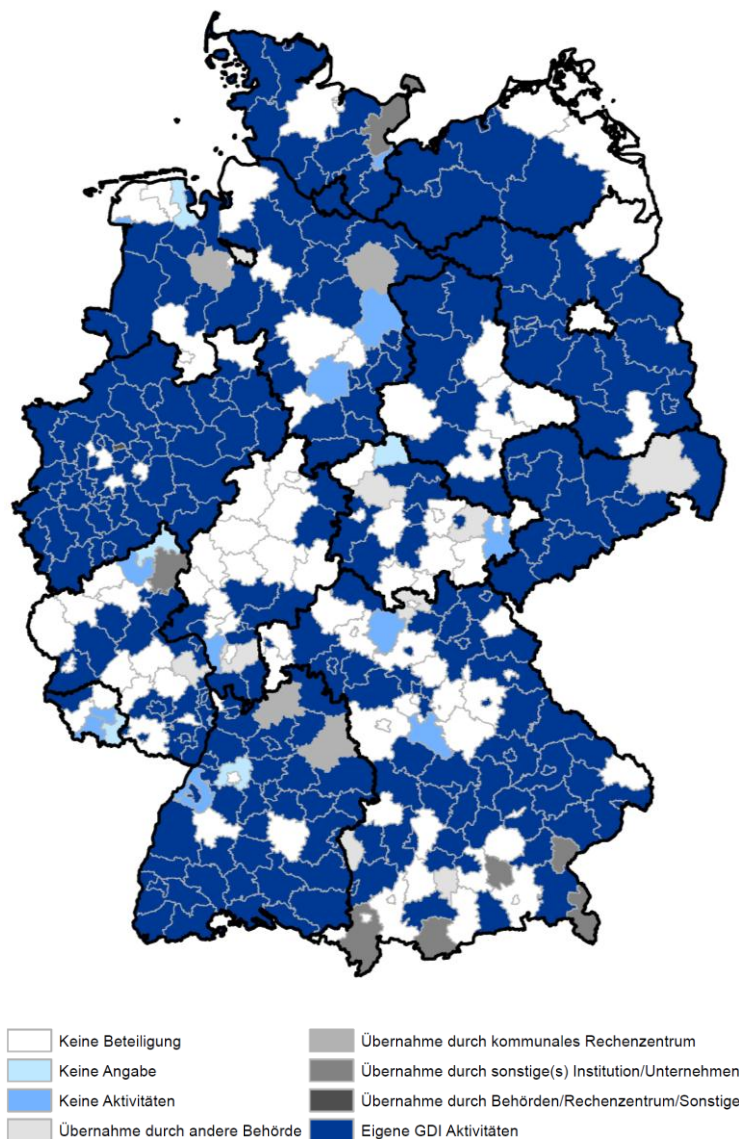 Keine Beteiligung
Keine Angabe
Keine Aktivitäten
Übernahme durch andere Behörde
Übernahme durch kommunales Rechenzentrum
Übernahme durch sonstige(s) Institution/Unternehmen
Übernahme durch Behörden/Rechenzentrum/Sonstige
Eigene GDI Aktivitäten